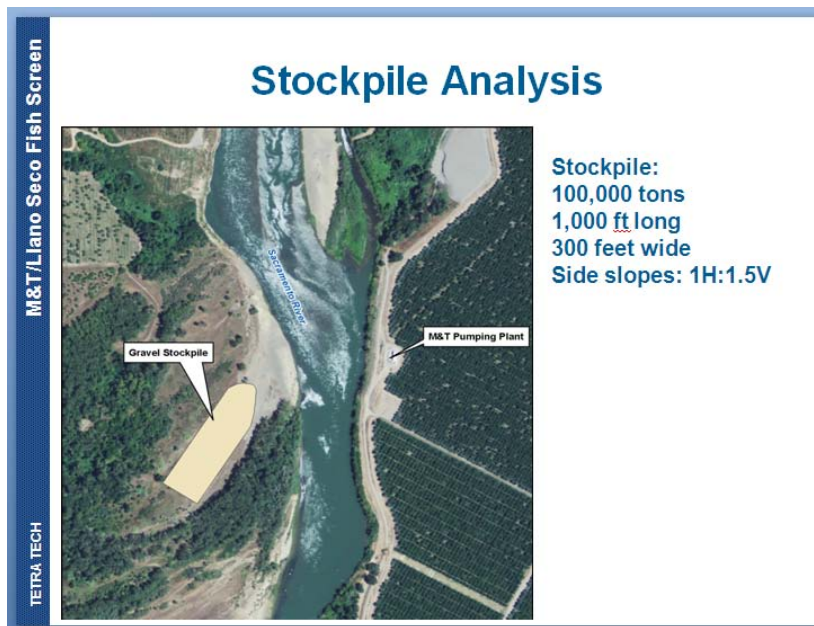 M&T/Llano Seco Fish Screen
TETRA TECH
Stockpile Analysis
Stockpile:
100,000 tons
1,000 ft long
300 feet wide
Side slopes: 1H:1.5V
Sacramento River
M&T Pumping Plant
Gravel Stockpile